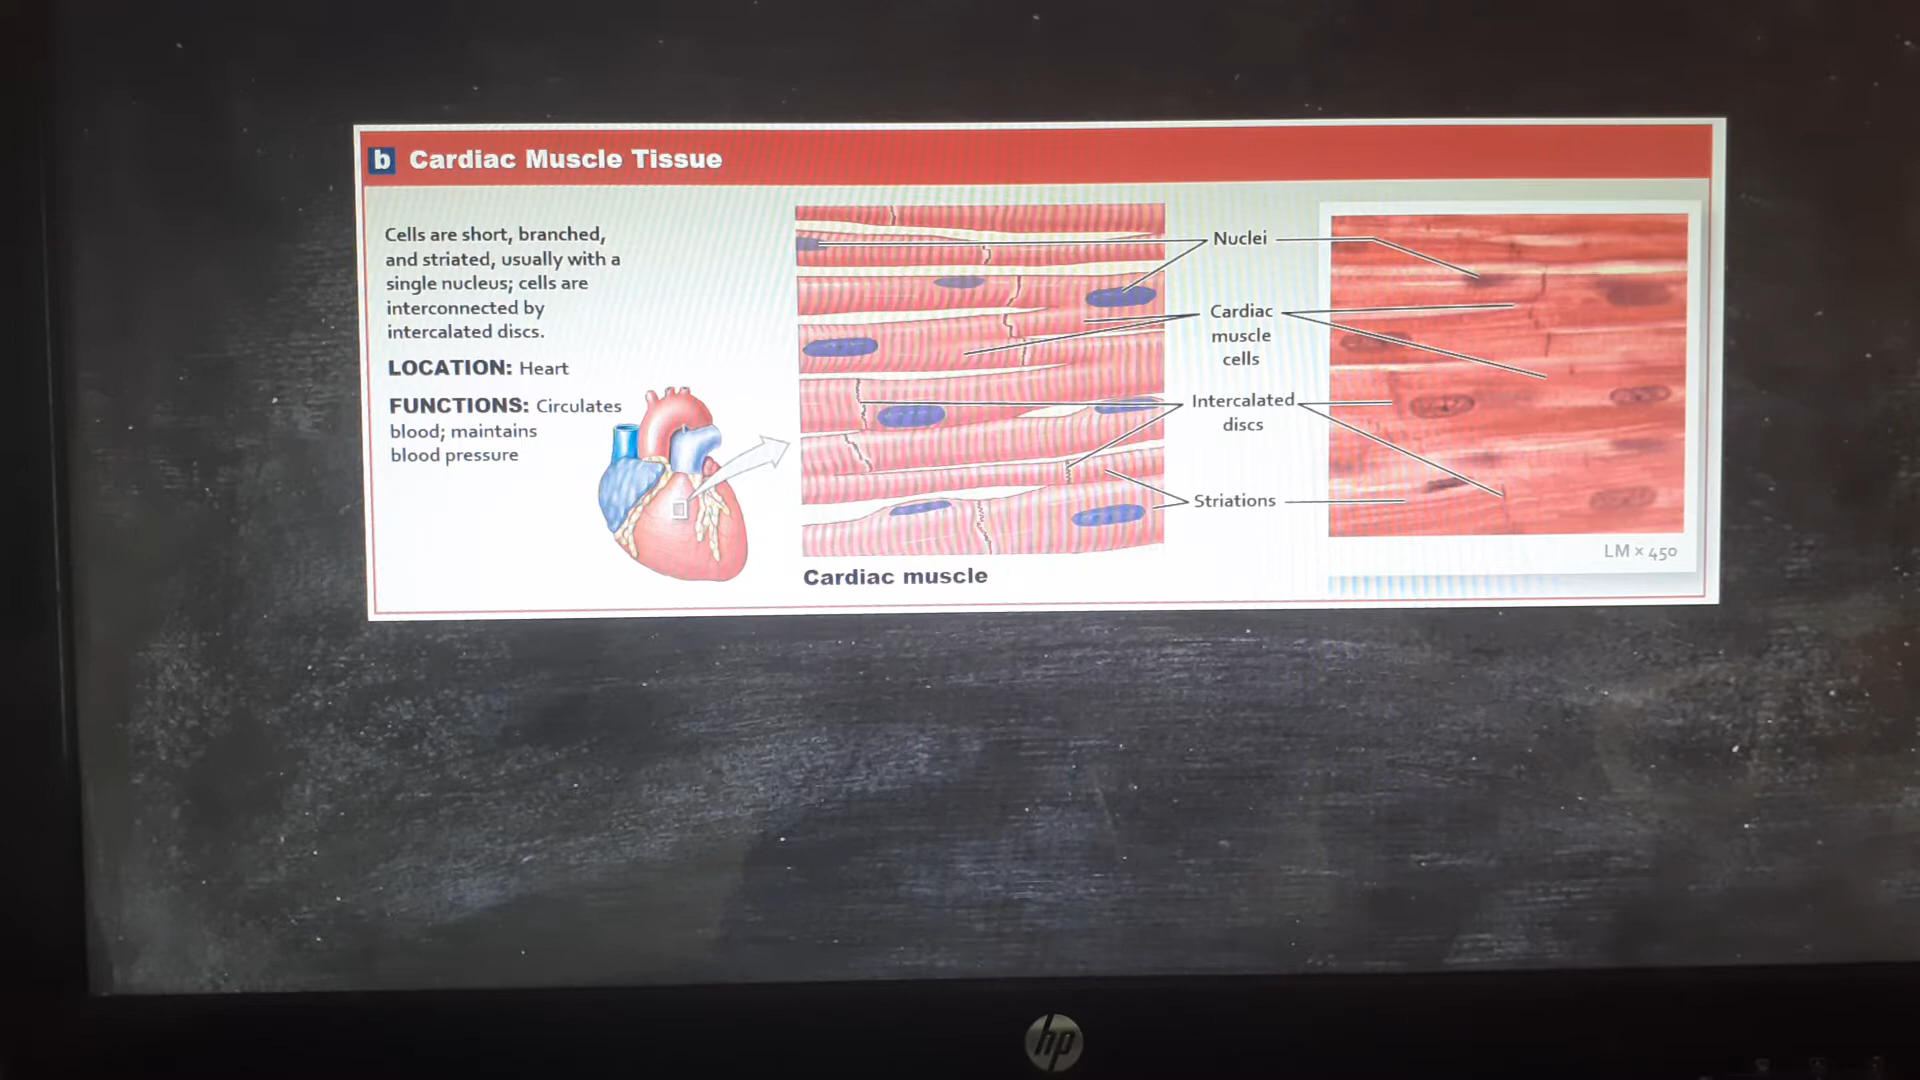 b Cardiac Muscle Tissue
Cells are short, branched,
and striated, usually with a
single nucleus; cells are
interconnected by
intercalated discs.
LOCATION: Heart
FUNCTIONS: Circulates
blood; maintains
blood pressure
Nuclei
Cardiac
muscle
cells
Intercalated
discs
Striations
Cardiac muscle
LM × 450
hp